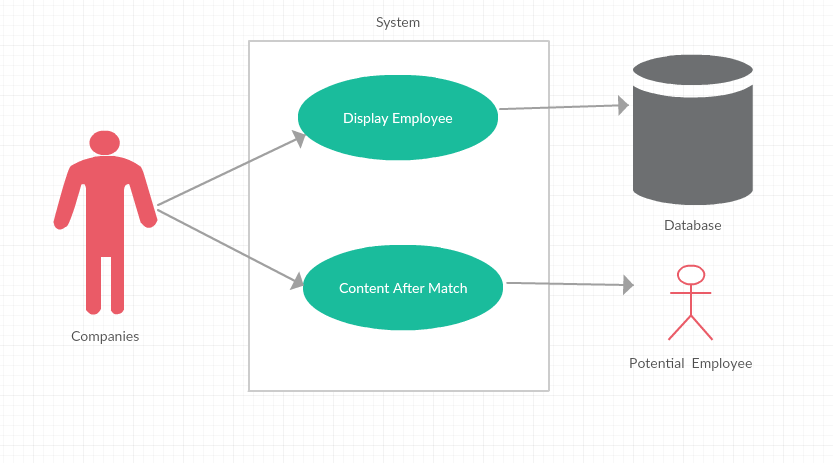 System
Display Employee
Database
Content After Match
Companies
Potential Employee